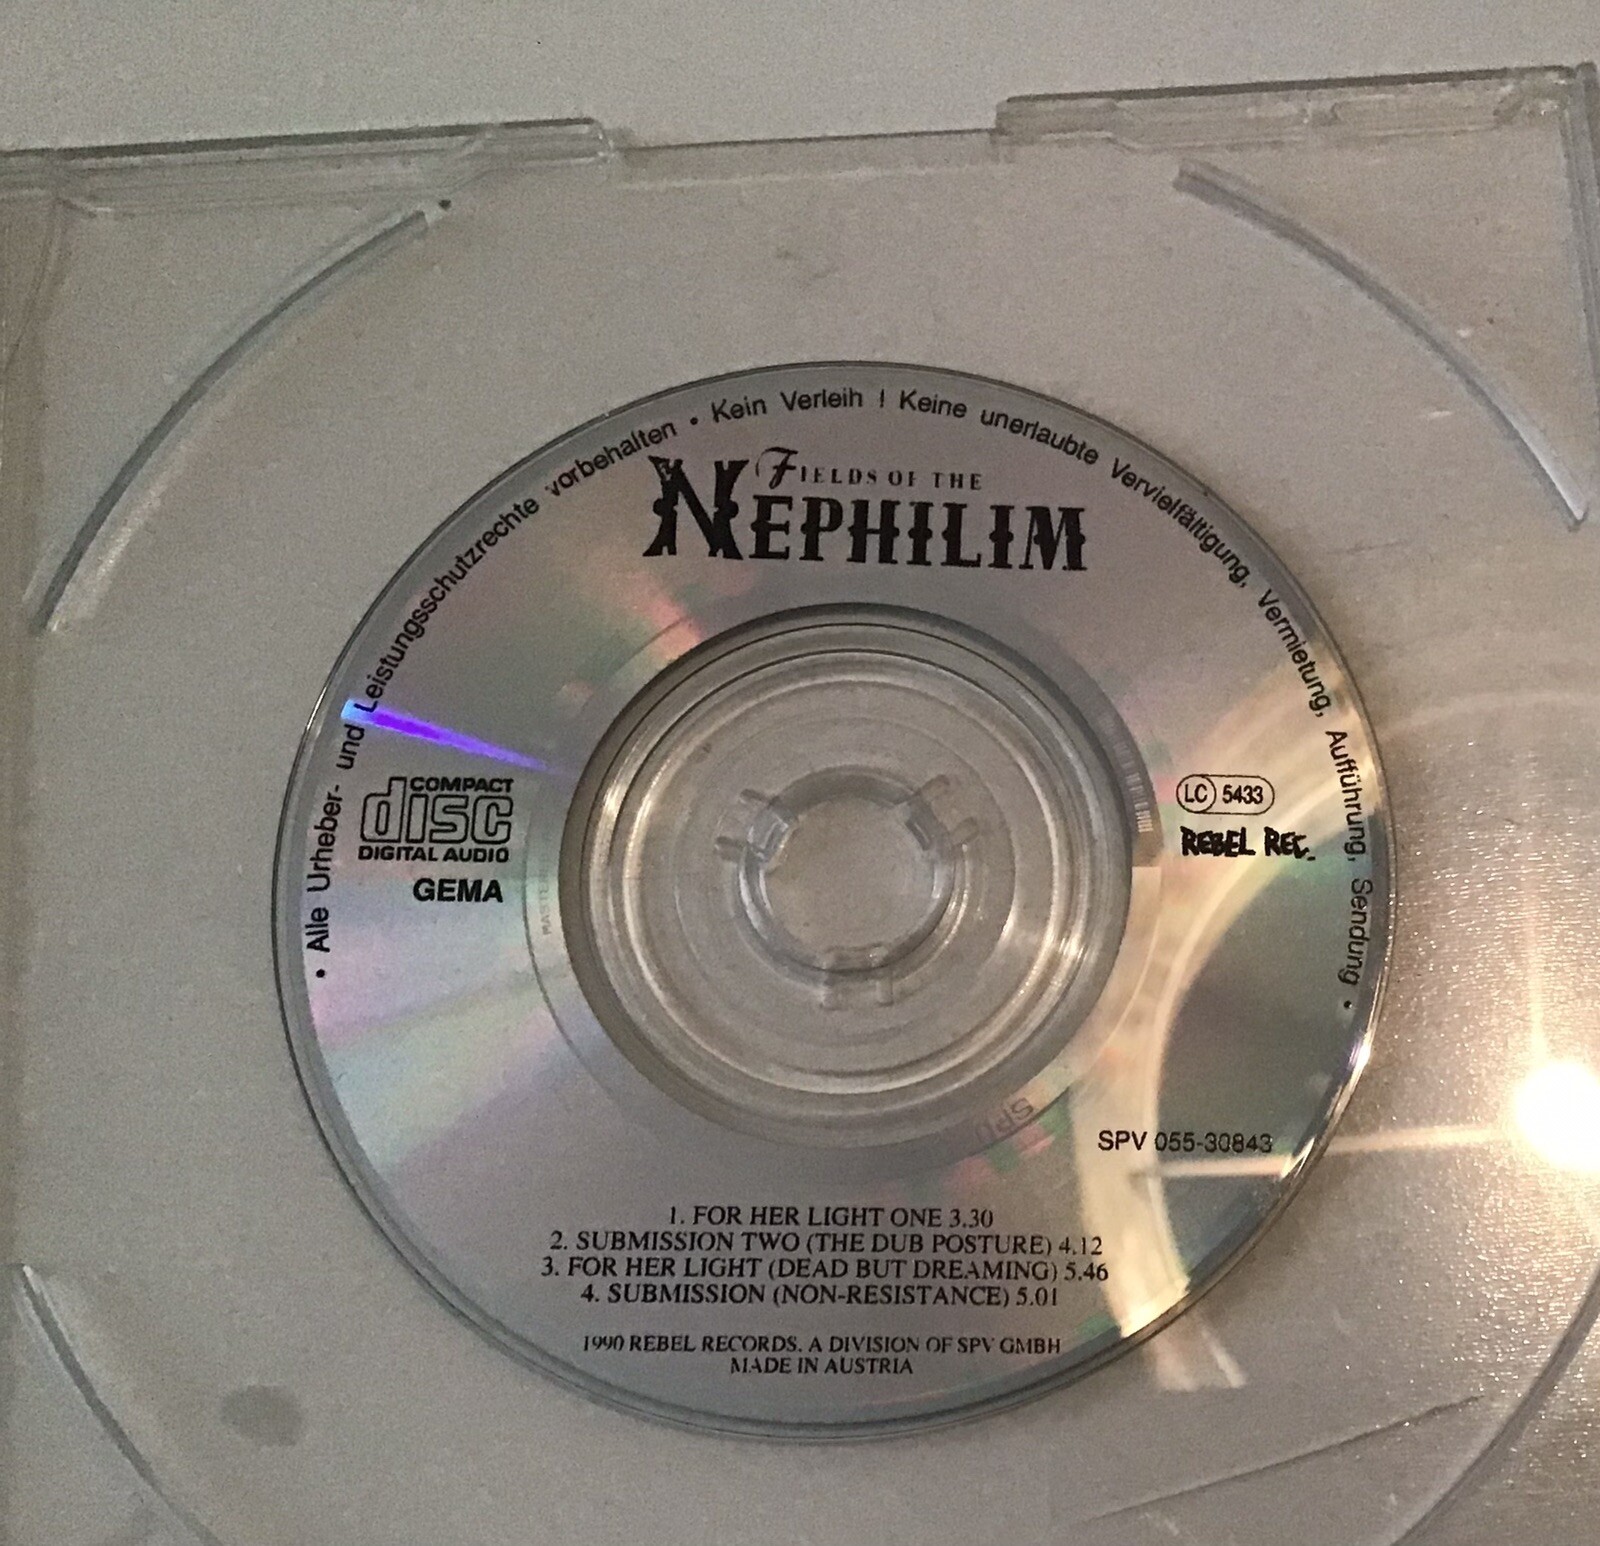 • Alle Urheber- und Leistungsschutzrechte vorbehalten • Kein Verleih ! Keine unerlaubte Vervielfältigung, Vermietung, Aufführung, Sendung •
FIELDS OF THE
NEPHILIM
COMPACT
disc
DIGITAL AUDIO
GEMA
LC 5433
REBEL REC.
SPV
SPV 055-30843
1. FOR HER LIGHT ONE 3.30
2. SUBMISSION TWO (THE DUB POSTURE) 4.12
3. FOR HER LIGHT (DEAD BUT DREAMING) 5.46
4. SUBMISSION (NON-RESISTANCE) 5.01
1990 REBEL RECORDS. A DIVISION OF SPV GMBH
MADE IN AUSTRIA